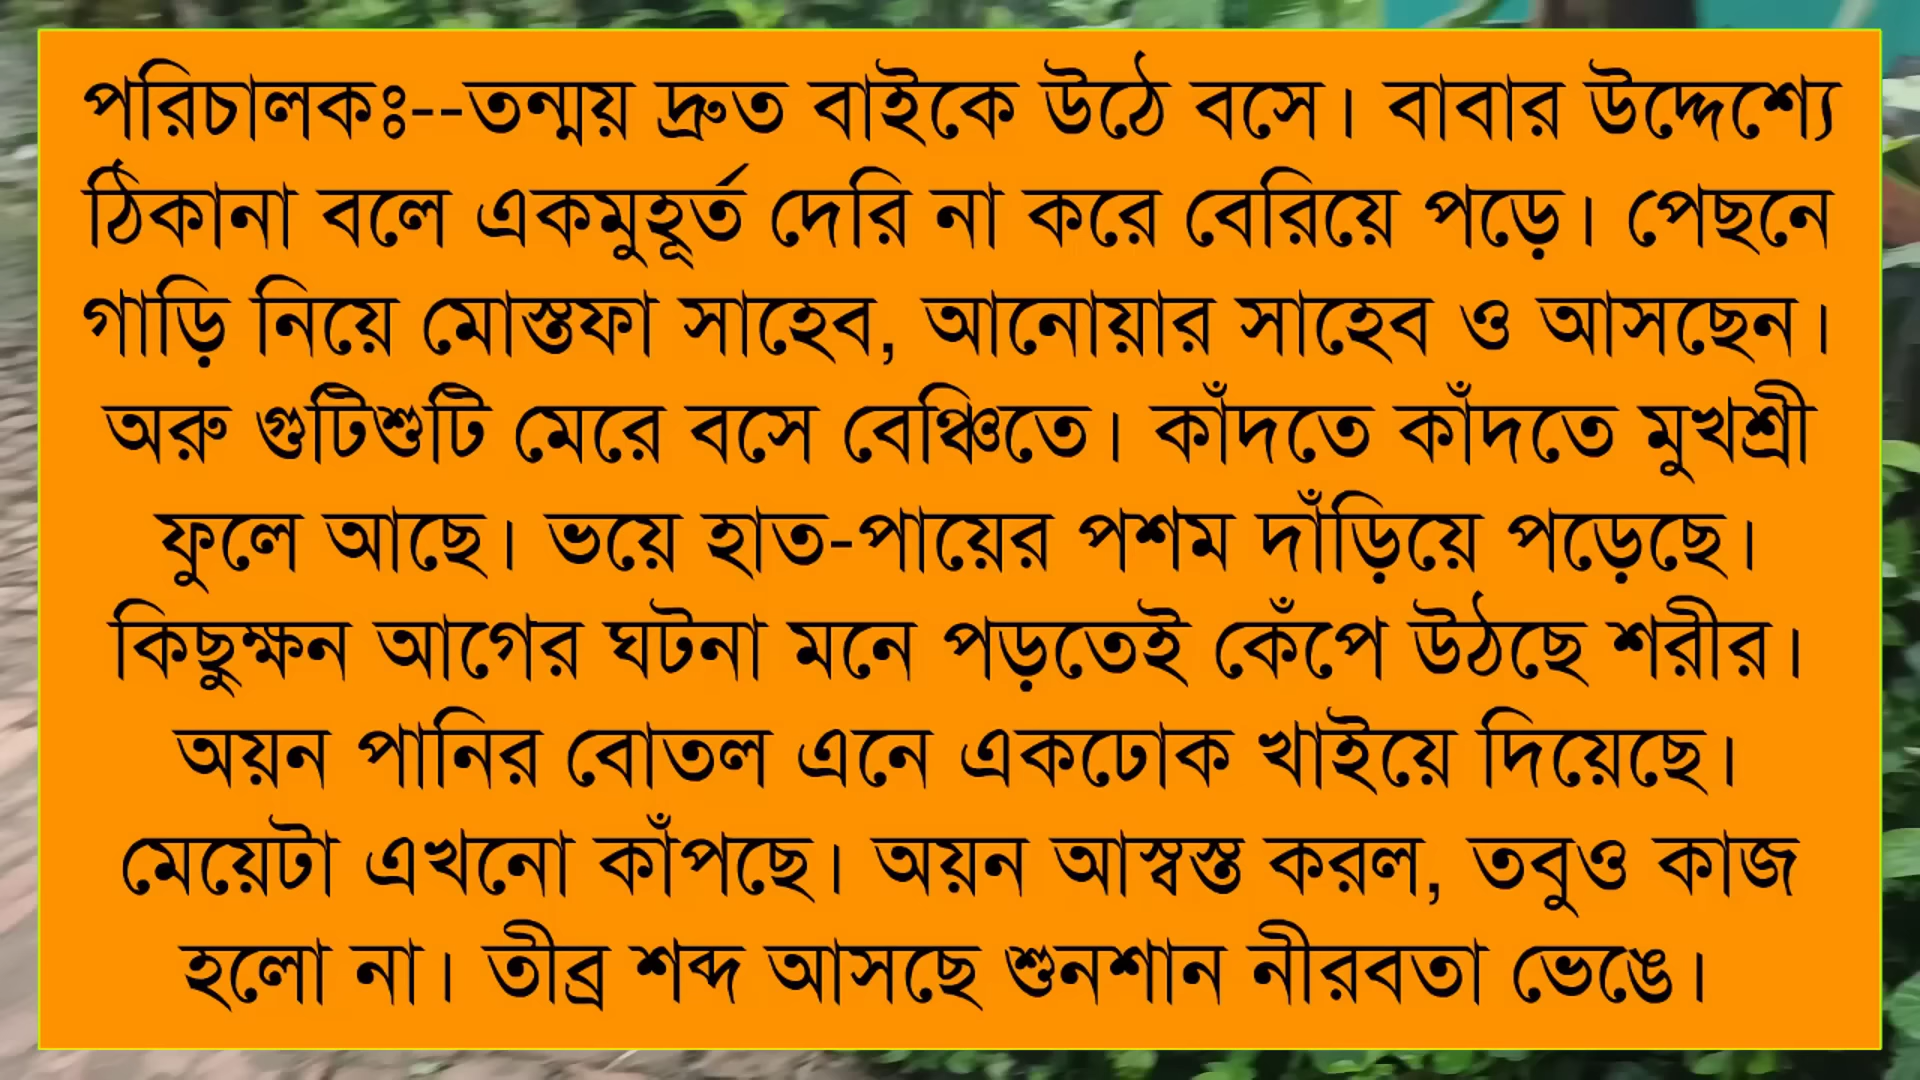 পরিচালকঃ--তন্ময় দ্রুত বাইকে উঠে বসে। বাবার উদ্দেশ্যে
ঠিকানা বলে একমুহূর্ত দেরি না করে বেরিয়ে পড়ে। পেছনে
গাড়ি নিয়ে মোস্তফা সাহেব, আনোয়ার সাহেব ও আসছেন।
অরু গুটিশুটি মেরে বসে বেঞ্চিতে। কাঁদতে কাঁদতে মুখশ্রী
ফুলে আছে। ভয়ে হাত-পায়ের পশম দাঁড়িয়ে পড়েছে।
কিছুক্ষন আগের ঘটনা মনে পড়তেই কেঁপে উঠছে শরীর।
অয়ন পানির বোতল এনে একঢোক খাইয়ে দিয়েছে।
মেয়েটা এখনো কাঁপছে। অয়ন আস্বস্ত করল, তবুও কাজ
হলো না। তীব্র শব্দ আসছে শুনশান নীরবতা ভেঙে।